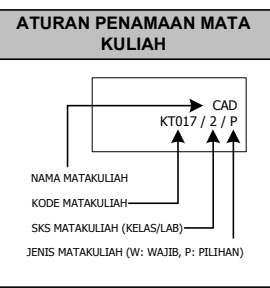 ATURAN PENAMAAN MATA
KULIAH
CAD
KT017 / 2 / P
NAMA MATAKULIAH
KODE MATAKULIAH
SKS MATAKULIAH (KELAS/LAB)
JENIS MATAKULIAH (W: WAJIB, P: PILIHAN)